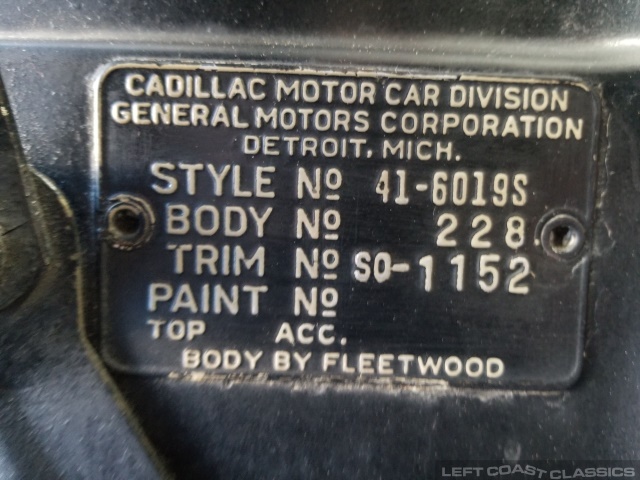 CADILLAC MOTOR CAR DIVISION
GENERAL MOTORS CORPORATION
DETROIT, MICH.
STYLE Nº 41-6019S
BODY Nº 228
TRIM Nº SO-1152
PAINT Nº
TOP ACC.
BODY BY FLEETWOOD
LEFT COAST CLASSICS